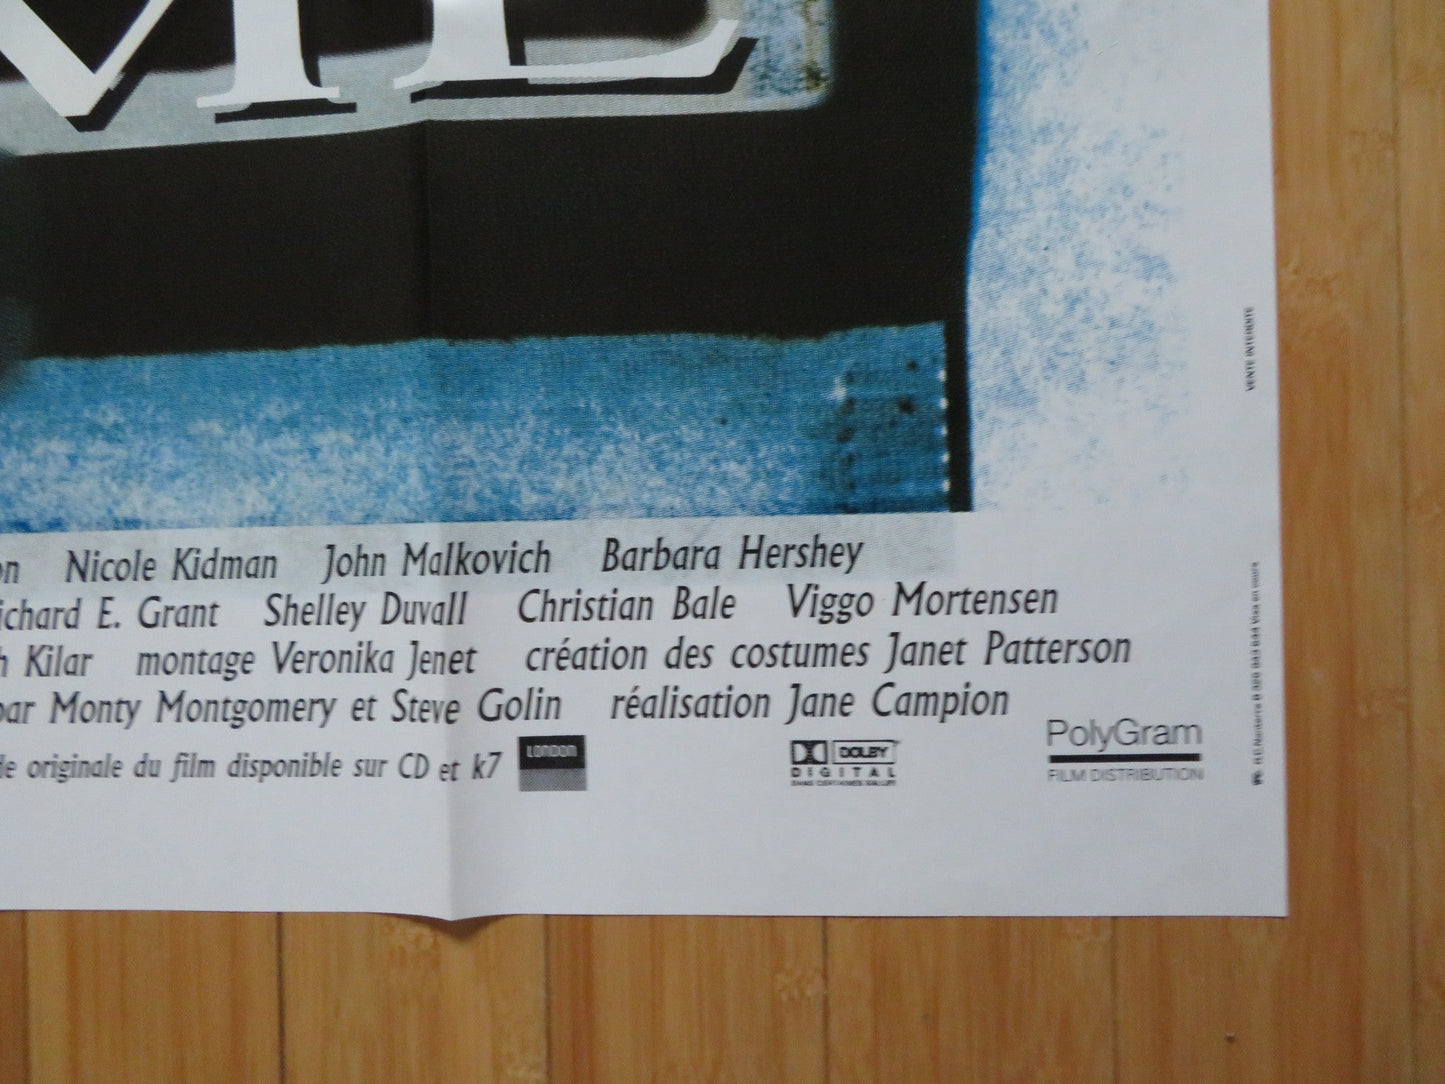 ME
on Nicole Kidman John Malkovich Barbara Hershey
ichard E. Grant Shelley Duvall Christian Bale Viggo Mortensen
h Kilar montage Veronika Jenet création des costumes Janet Patterson
par Monty Montgomery et Steve Golin réalisation Jane Campion
de originale du film disponible sur CD et k7 LONDON
DOLBY
DIGITAL
PolyGram
FILM DISTRIBUTION
VENTE INTERDITE